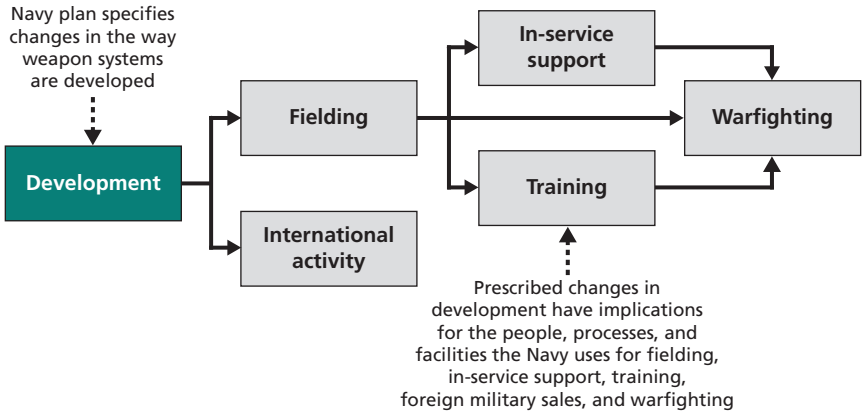 Navy plan specifies
changes in the way
weapon systems
are developed
Development
Fielding
International
activity
In-service
support
Training
Warfighting
Prescribed changes in
development have implications
for the people, processes, and
facilities the Navy uses for fielding,
in-service support, training,
foreign military sales, and warfighting